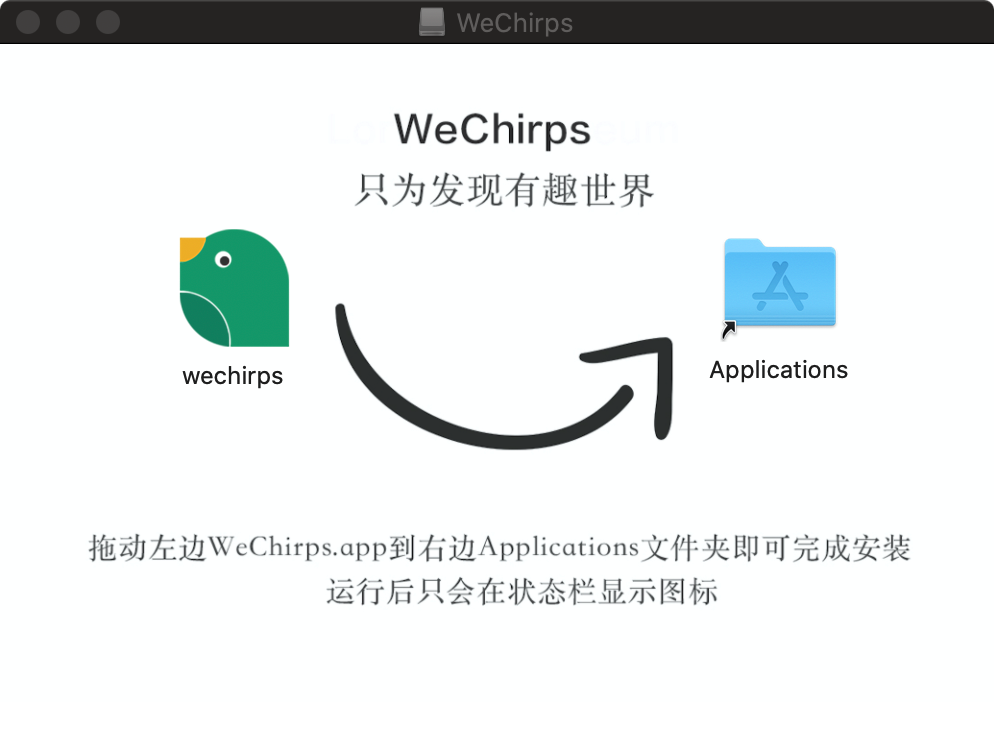 WeChirps
WeChirps
只为发现有趣世界
wechirps
Applications
拖动左边WeChirps.app到右边Applications文件夹即可完成安装
运行后只会在状态栏显示图标